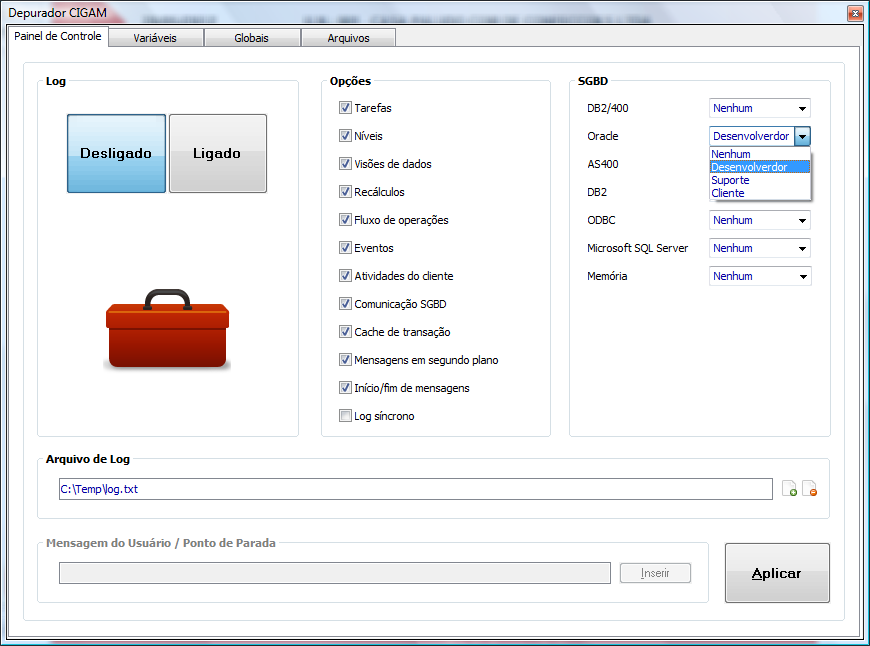 Depurador CIGAM
Painel de Controle
Variáveis
Globais
Arquivos
Log
Desligado
Ligado
Opções
Tarefas
Níveis
Visões de dados
Recálculos
Fluxo de operações
Eventos
Atividades do cliente
Comunicação SGBD
Cache de transação
Mensagens em segundo plano
Início/fim de mensagens
Log síncrono
SGBD
DB2/400 Nenhum
Oracle Desenvolverdor
Nenhum
Desenvolverdor
Suporte
Cliente
AS400
DB2
ODBC Nenhum
Microsoft SQL Server Nenhum
Memória Nenhum
Arquivo de Log
C:\Temp\log.txt
Mensagem do Usuário / Ponto de Parada
Inserir
Aplicar